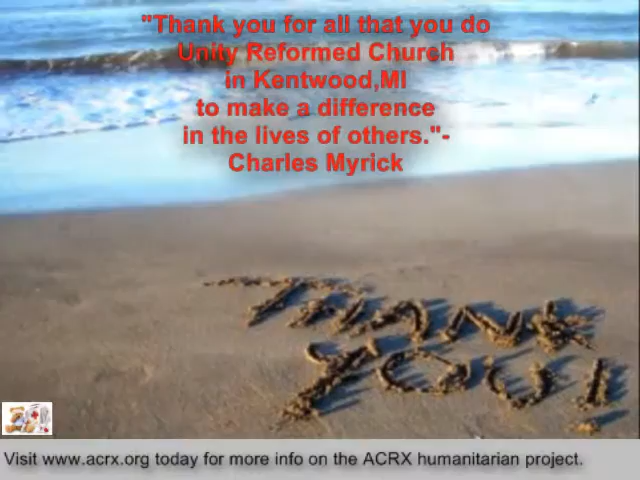 "Thank you for all that you do
Unity Reformed Church
in Kentwood,MI
to make a difference
in the lives of others."-
Charles Myrick
THANK
YOU!
Visit www.acrx.org today for more info on the ACRX humanitarian project.